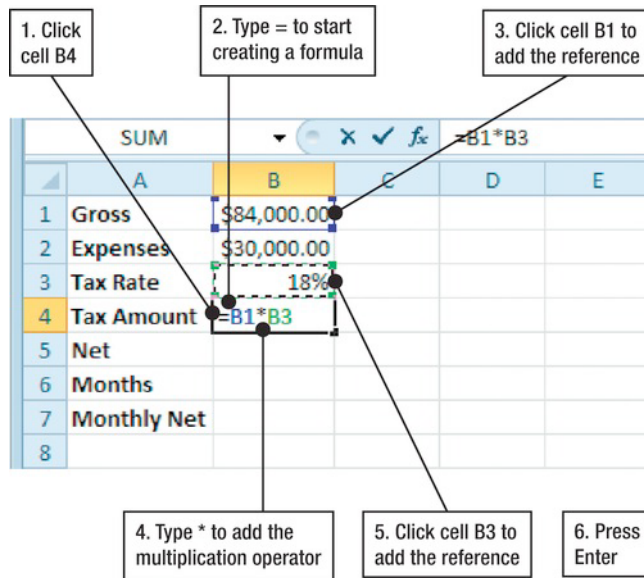 1. Click
cell B4
2. Type = to start
creating a formula
3. Click cell B1 to
add the reference
SUM fx =B1*B3
A B C D E
1 Gross $84,000.00
2 Expenses $30,000.00
3 Tax Rate 18%
4 Tax Amount =B1*B3
5 Net
6 Months
7 Monthly Net
8
4. Type * to add the
multiplication operator
5. Click cell B3 to
add the reference
6. Press
Enter